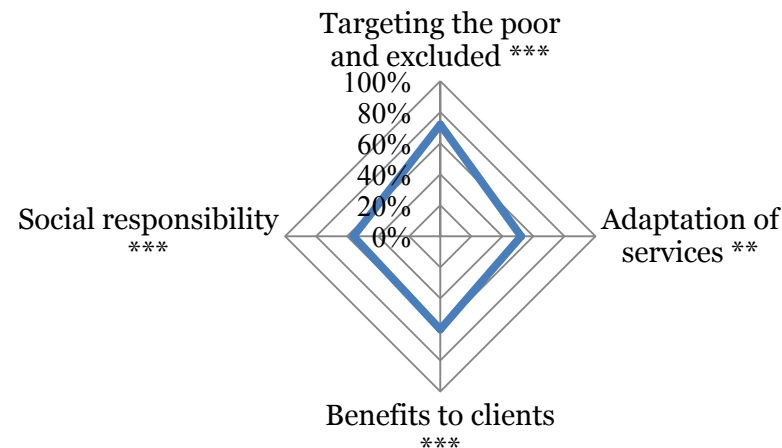 Targeting the poor
and excluded ***
100%
80%
60%
40%
20%
0%
Social responsibility
***
Adaptation of
services **
Benefits to clients
***